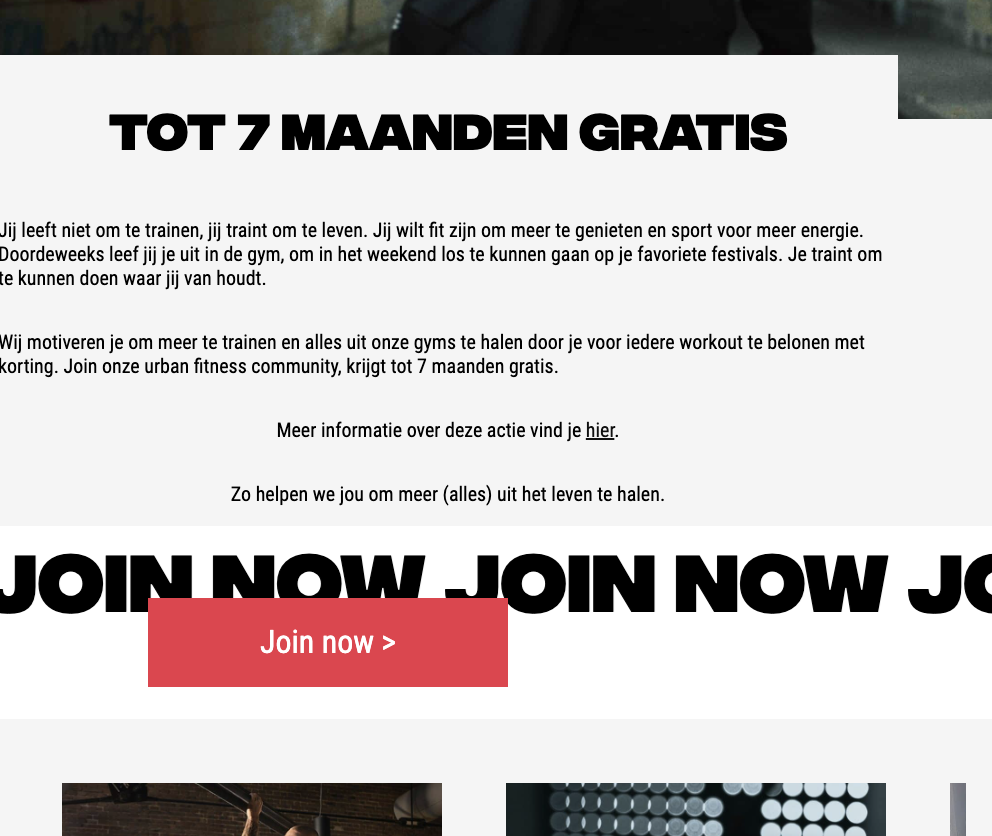 TOT 7 MAANDEN GRATIS
Jij leeft niet om te trainen, jij traint om te leven. Jij wilt fit zijn om meer te genieten en sport voor meer energie.
Doordeweeks leef jij je uit in de gym, om in het weekend los te kunnen gaan op je favoriete festivals. Je traint om
te kunnen doen waar jij van houdt.
Wij motiveren je om meer te trainen en alles uit onze gyms te halen door je voor iedere workout te belonen met
korting. Join onze urban fitness community, krijgt tot 7 maanden gratis.
Meer informatie over deze actie vind je hier.
Zo helpen we jou om meer (alles) uit het leven te halen.
JOIN NOW JOIN NOW JO
Join now >